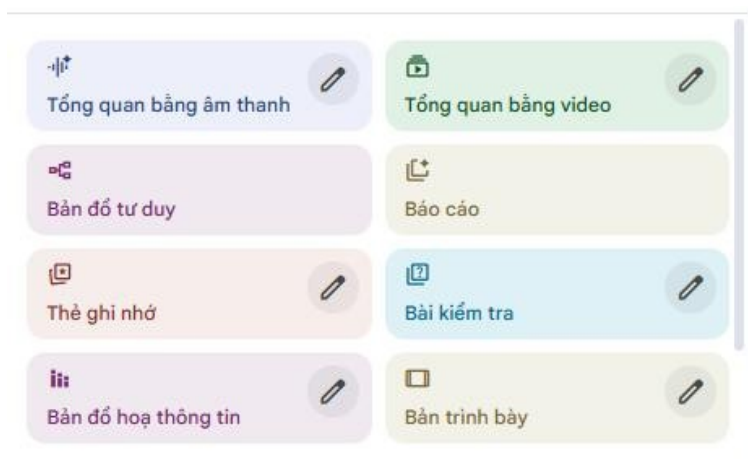 Tổng quan bằng âm thanh
Tổng quan bằng video
Bản đồ tư duy
Báo cáo
Thẻ ghi nhớ
Bài kiểm tra
Bản đồ hoạ thông tin
Bản trình bày